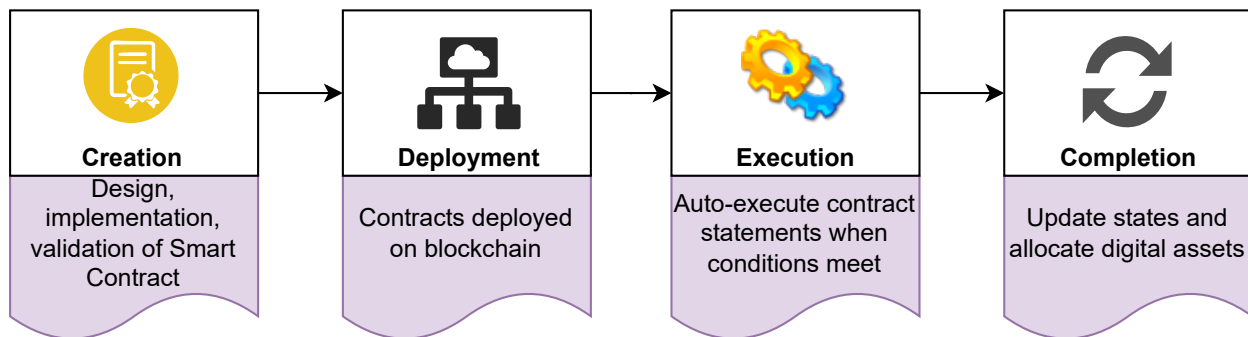 Creation
Design,
implementation,
validation of Smart
Contract
Deployment
Contracts deployed
on blockchain
Execution
Auto-execute contract
statements when
conditions meet
Completion
Update states and
allocate digital assets